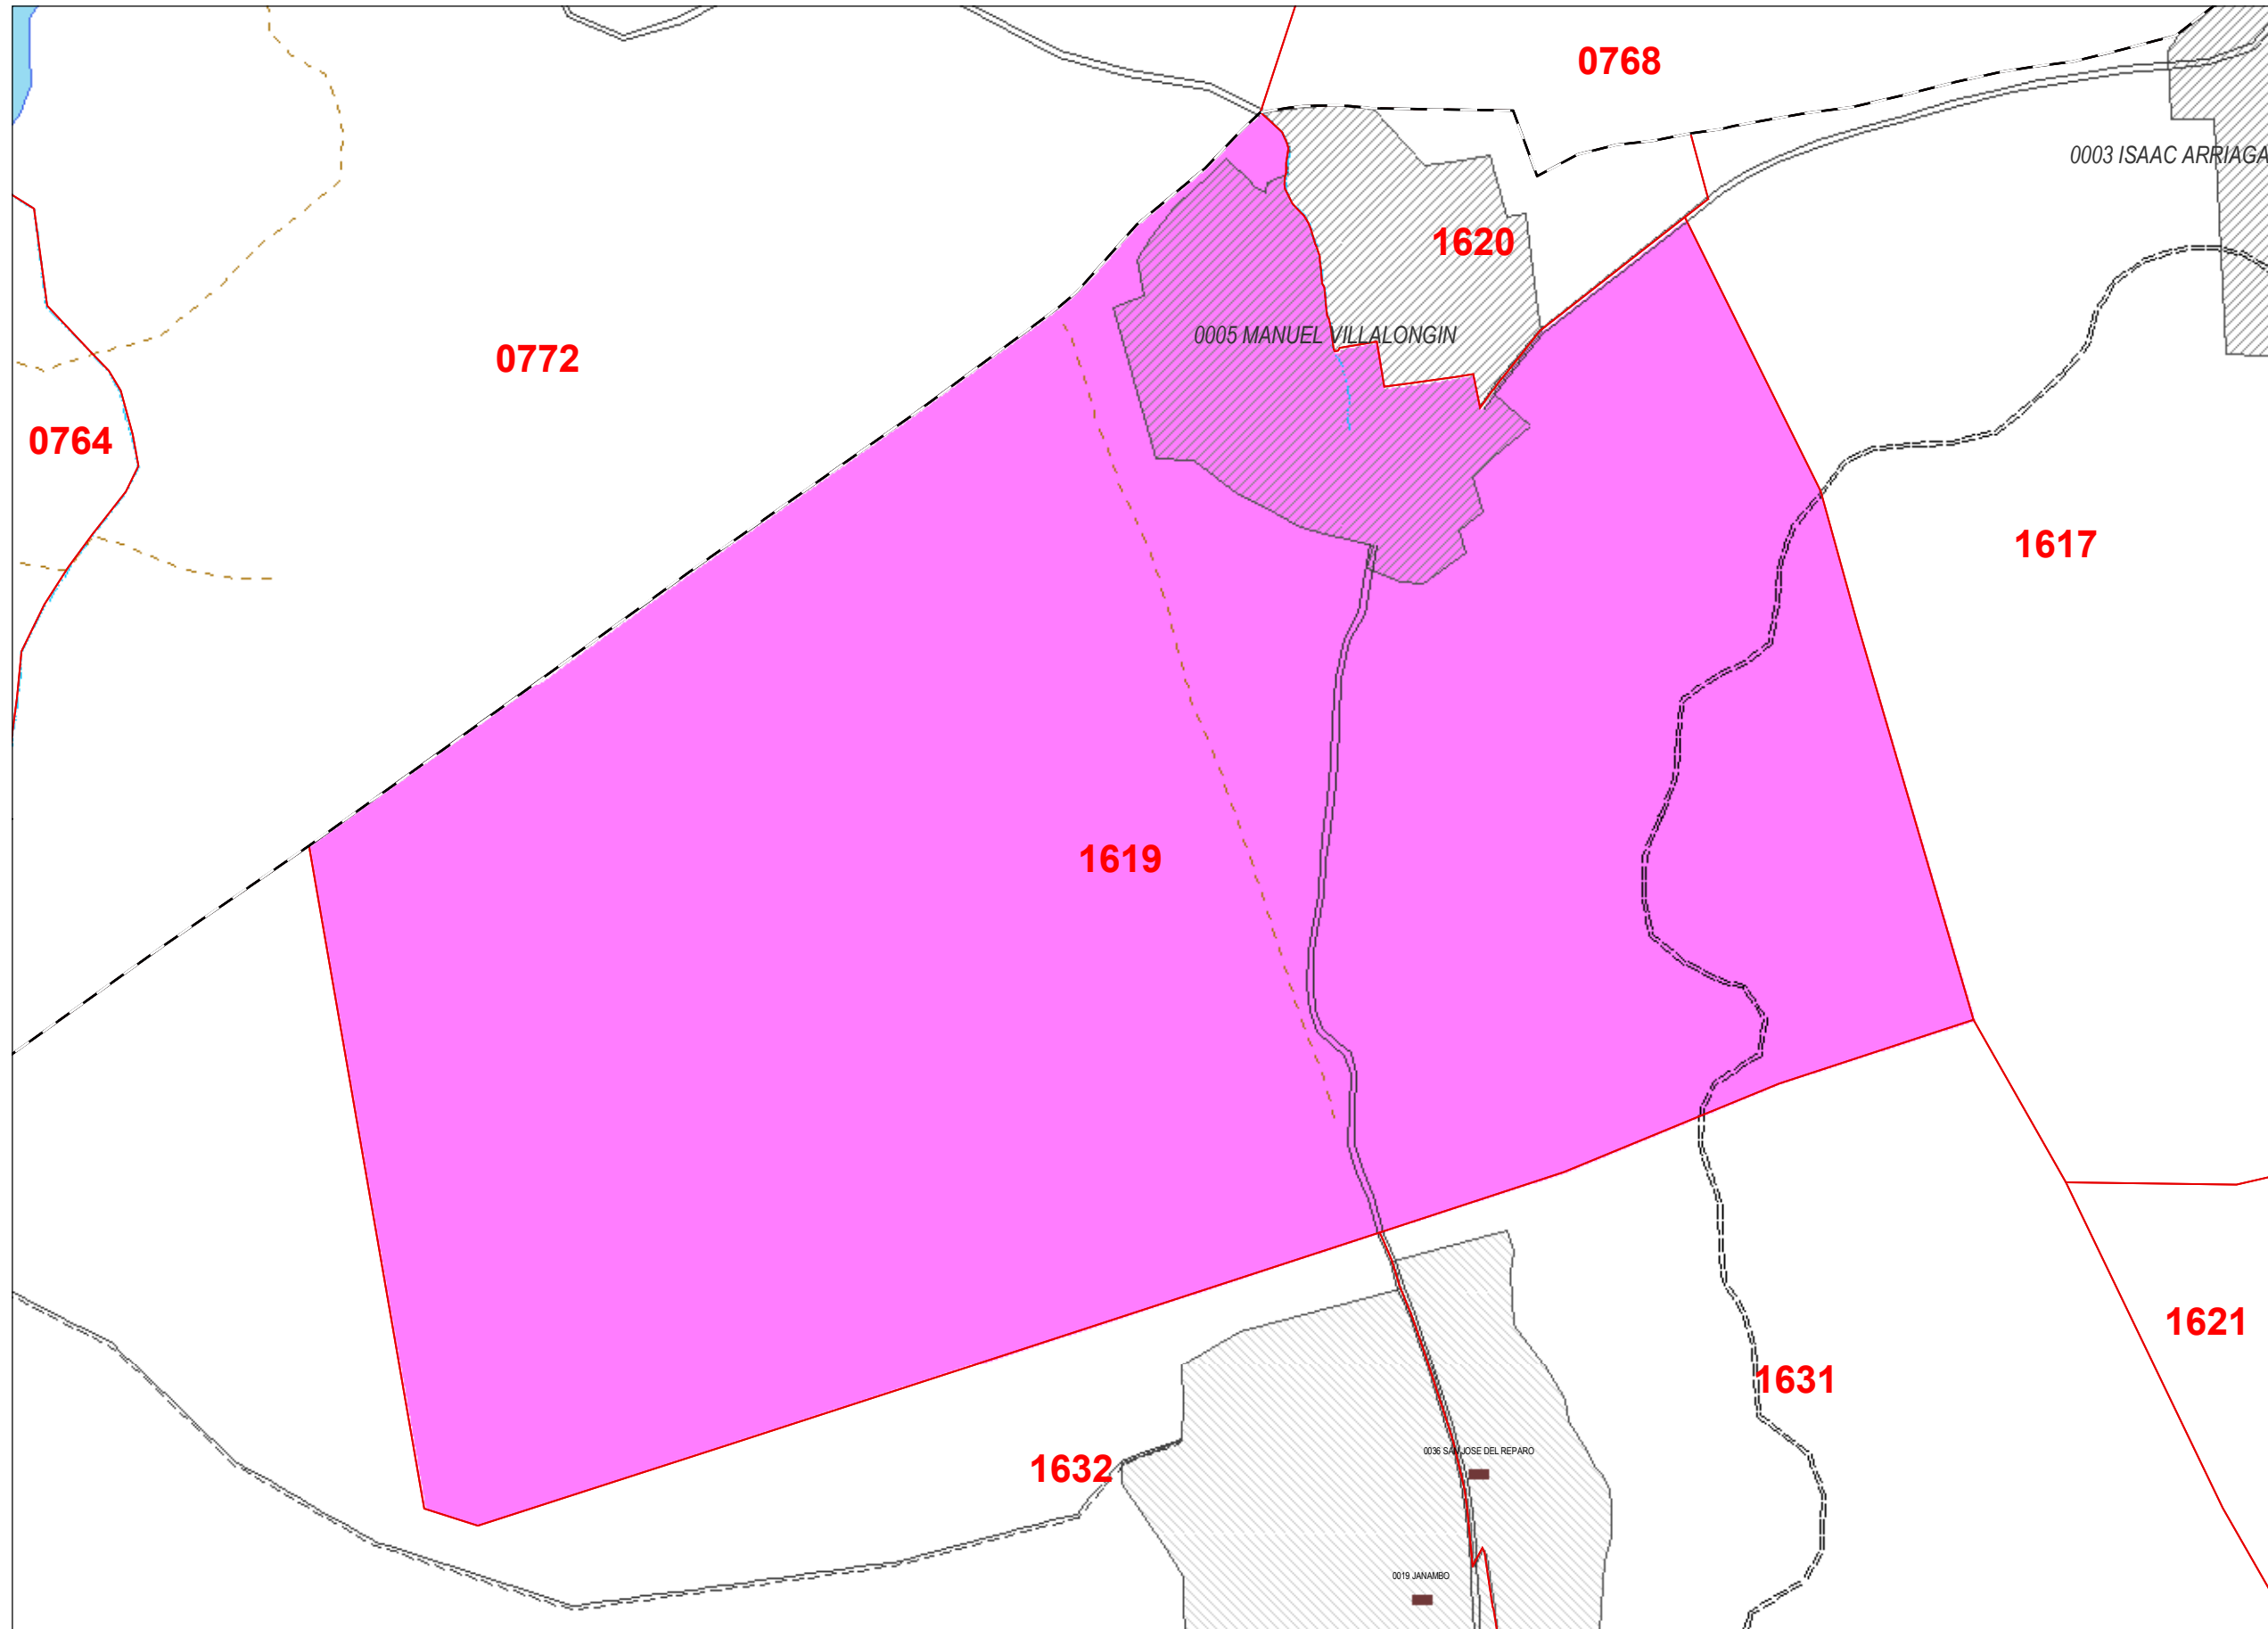 0768
0003 ISAAC ARRIAGA
1620
0005 MANUEL VILLALONGIN
0772
0764
1617
1619
1621
1631
0036 SAN JOSE DEL REPARO
1632
0019 JANAMBO